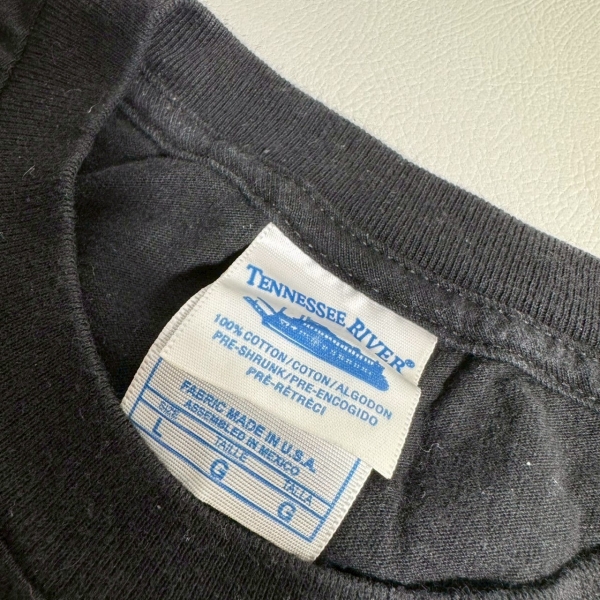 TENNESSEE RIVER®
100% COTTON/COTON/ALGODON
PRE-SHRUNK/PRE-ENCOGIDO
PRÉ-RÉTRÉCI
FABRIC MADE IN U.S.A.
ASSEMBLED IN MEXICO
SIZE TAILLE TALLA
L G G